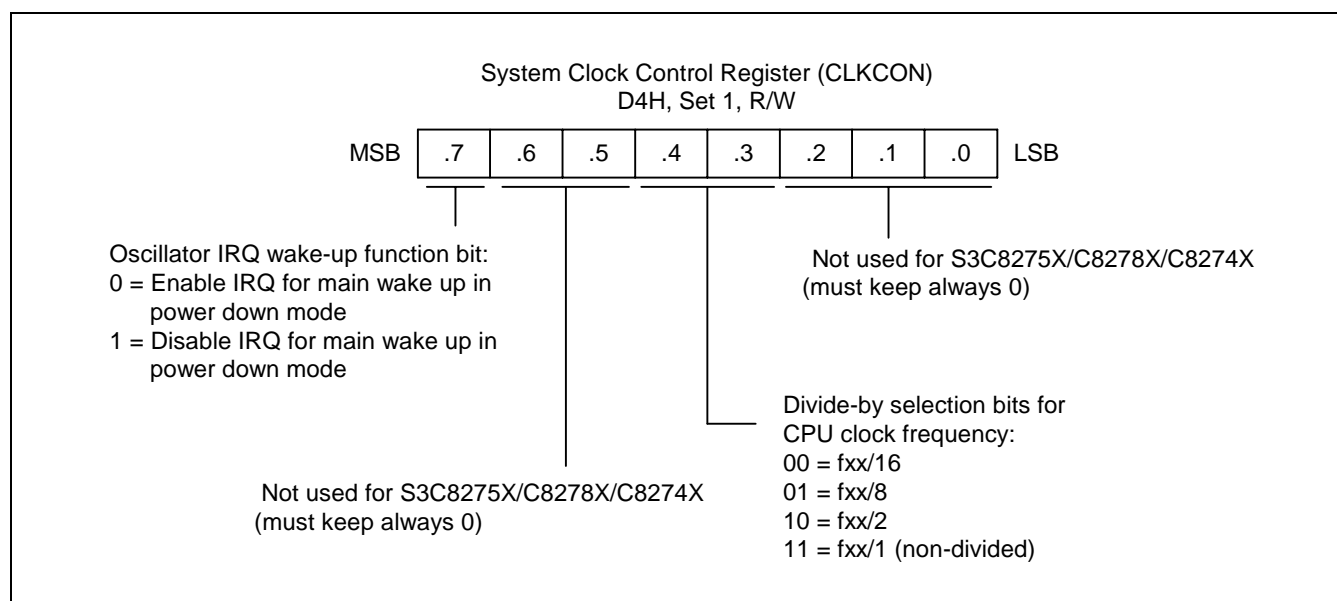 System Clock Control Register (CLKCON)
D4H, Set 1, R/W
MSB .7 .6 .5 .4 .3 .2 .1 .0 LSB
Oscillator IRQ wake-up function bit:
0 = Enable IRQ for main wake up in
power down mode
1 = Disable IRQ for main wake up in
power down mode
Not used for S3C8275X/C8278X/C8274X
(must keep always 0)
Not used for S3C8275X/C8278X/C8274X
(must keep always 0)
Divide-by selection bits for
CPU clock frequency:
00 = fxx/16
01 = fxx/8
10 = fxx/2
11 = fxx/1 (non-divided)